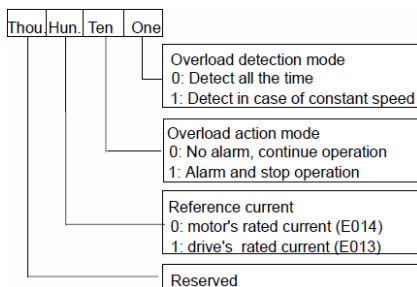 Thou. Hun. Ten One
Overload detection mode
0: Detect all the time
1: Detect in case of constant speed
Overload action mode
0: No alarm, continue operation
1: Alarm and stop operation
Reference current
0: motor's rated current (E014)
1: drive's rated current (E013)
Reserved